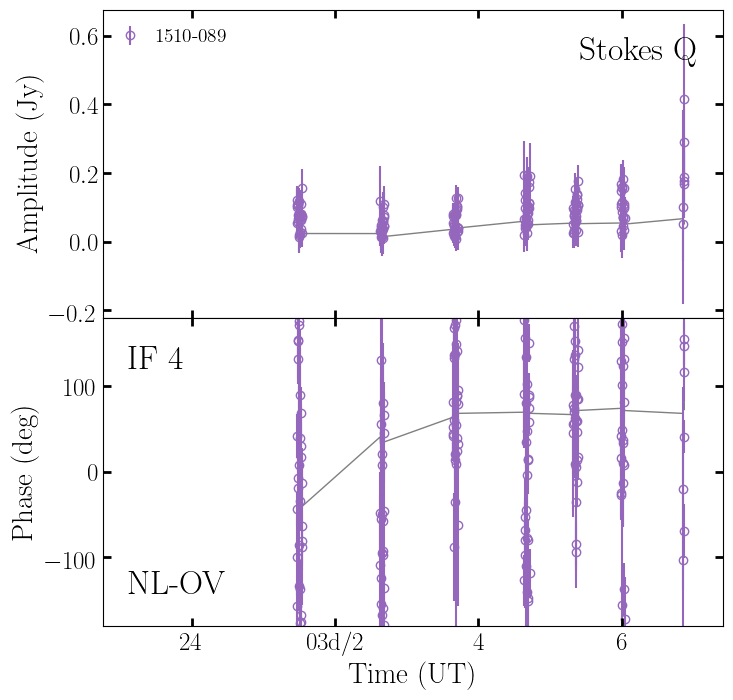 1510-089
Stokes Q
Amplitude (Jy)
0.6
0.4
0.2
0.0
−0.2
IF 4
NL-OV
Phase (deg)
100
0
−100
24
03d/2
4
6
Time (UT)